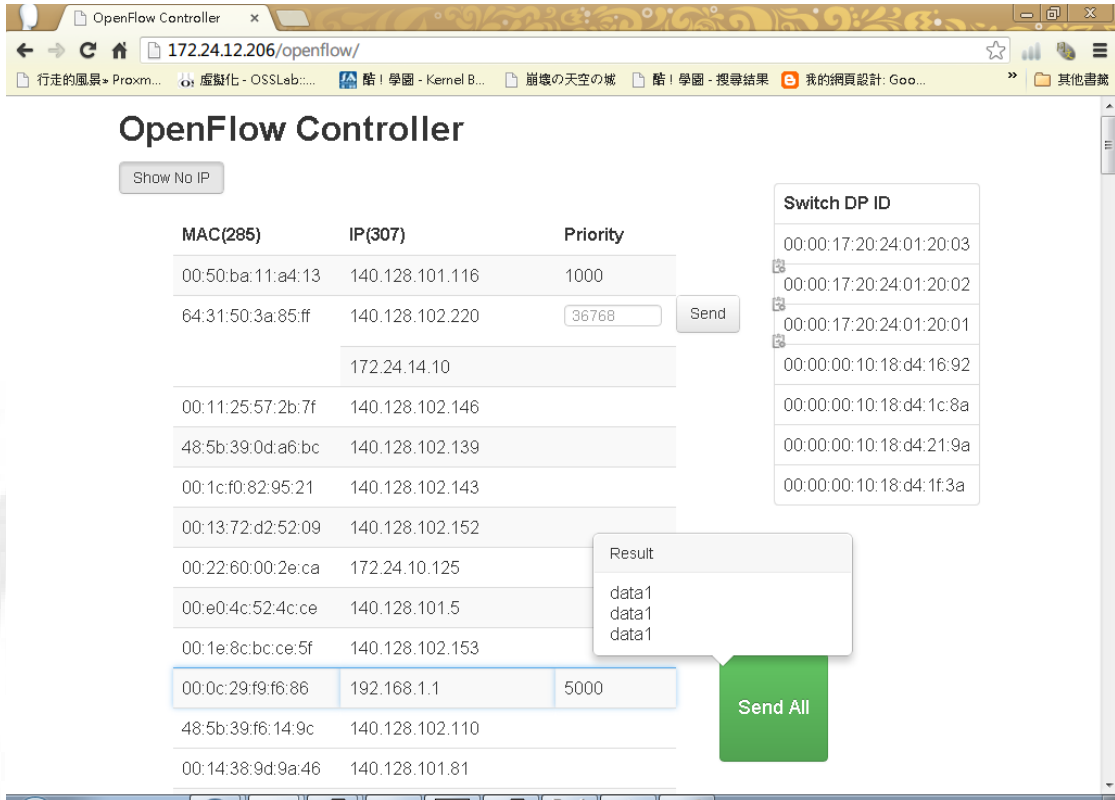 OpenFlow Controller
172.24.12.206/openflow/
行走的風景» Proxm... 虛擬化 - OSSLab::... 酷！學園 - Kernel B... 崩壊の天空の城 酷！學園 - 搜尋結果 我的網頁設計: Goo... » 其他書籤
OpenFlow Controller
Show No IP
MAC(285) IP(307) Priority
00:50:ba:11:a4:13 140.128.101.116 1000
64:31:50:3a:85:ff 140.128.102.220 36768 Send
172.24.14.10
00:11:25:57:2b:7f 140.128.102.146
48:5b:39:0d:a6:bc 140.128.102.139
00:1c:f0:82:95:21 140.128.102.143
00:13:72:d2:52:09 140.128.102.152
00:22:60:00:2e:ca 172.24.10.125
00:e0:4c:52:4c:ce 140.128.101.5
00:1e:8c:bc:ce:5f 140.128.102.153
00:0c:29:f9:f6:86 192.168.1.1 5000
48:5b:39:f6:14:9c 140.128.102.110
00:14:38:9d:9a:46 140.128.101.81
Switch DP ID
00:00:17:20:24:01:20:03
00:00:17:20:24:01:20:02
00:00:17:20:24:01:20:01
00:00:00:10:18:d4:16:92
00:00:00:10:18:d4:1c:8a
00:00:00:10:18:d4:21:9a
00:00:00:10:18:d4:1f:3a
Result
data1
data1
data1
Send All